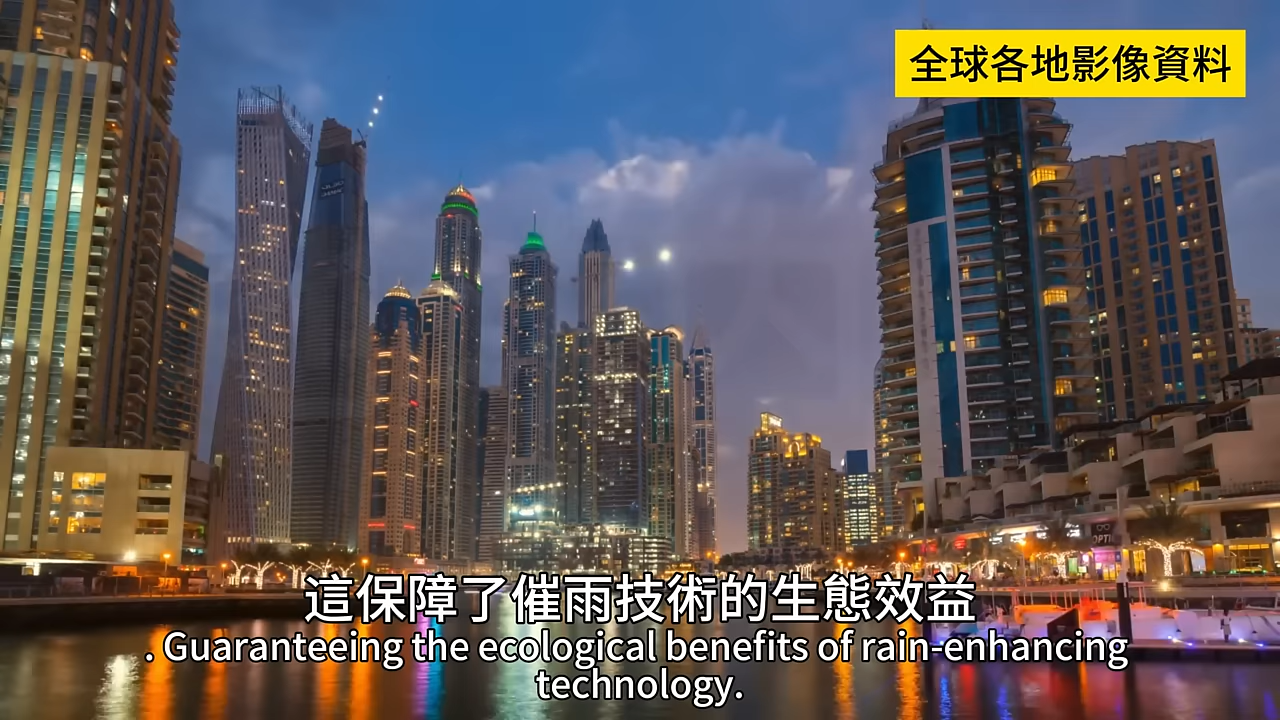 全球各地影像資料
OPTI
這保障了催雨技術的生態效益
. Guaranteeing the ecological benefits of rain-enhancing
technology.